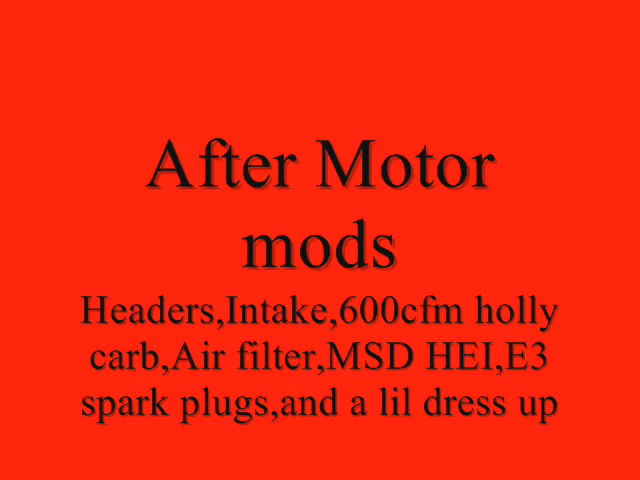 After Motor
mods
Headers,Intake,600cfm holly
carb,Air filter,MSD HEI,E3
spark plugs,and a lil dress up